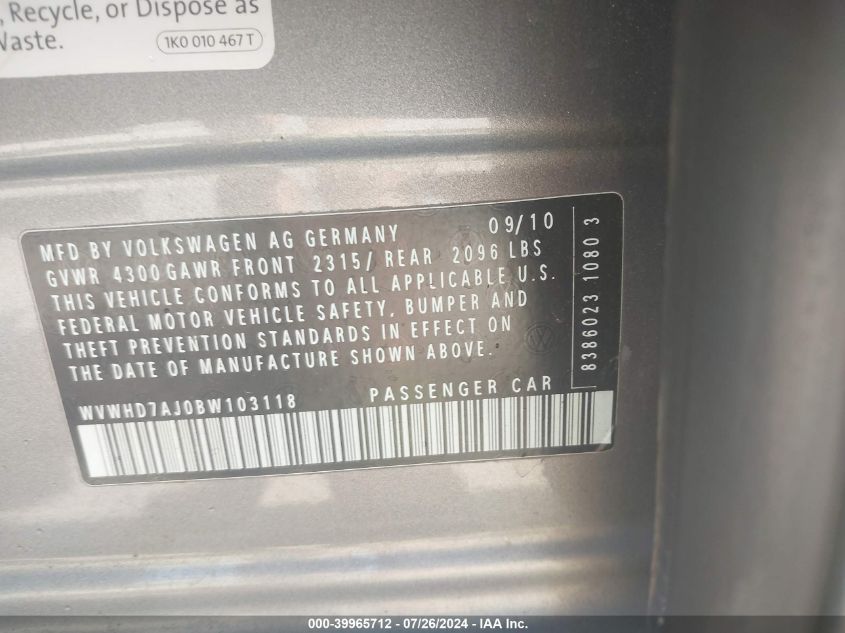 , Recycle, or Dispose as
Waste.
1K0 010 467 T
MFD BY VOLKSWAGEN AG GERMANY 09/10
GVWR 4300 GAWR FRONT 2315/ REAR 2096 LBS
THIS VEHICLE CONFORMS TO ALL APPLICABLE U.S.
FEDERAL MOTOR VEHICLE SAFETY, BUMPER AND
THEFT PREVENTION STANDARDS IN EFFECT ON
THE DATE OF MANUFACTURE SHOWN ABOVE.
WVWHD7AJ0BW103118 PASSENGER CAR
8386023 1080 3
000-39965712 - 07/26/2024 - IAA Inc.